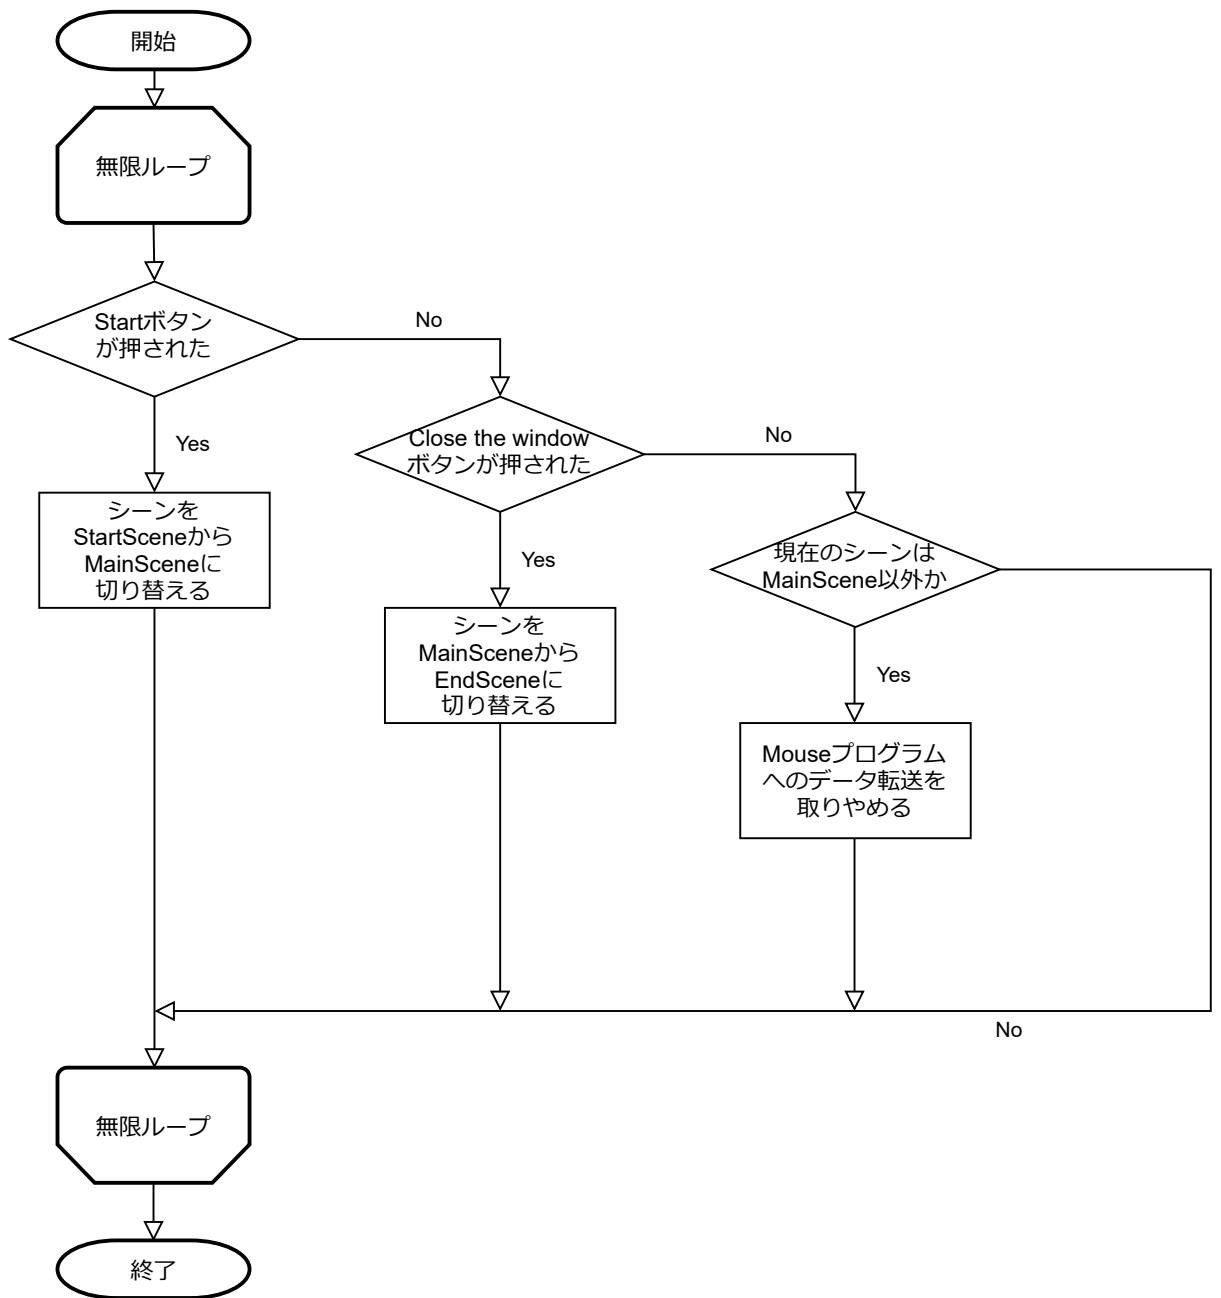 開始
無限ループ
Startボタン
が押された
No
Yes
Close the window
ボタンが押された
No
シーンを
StartSceneから
MainSceneに
切り替える
Yes
現在のシーンは
MainScene以外か
シーンを
MainSceneから
EndSceneに
切り替える
Yes
Mouseプログラム
へのデータ転送を
取りやめる
No
無限ループ
終了